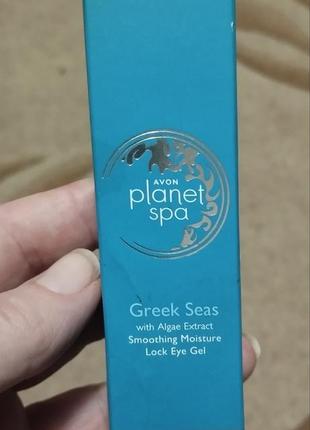 AVON
planet
spa
Greek Seas
with Algae Extract
Smoothing Moisture
Lock Eye Gel